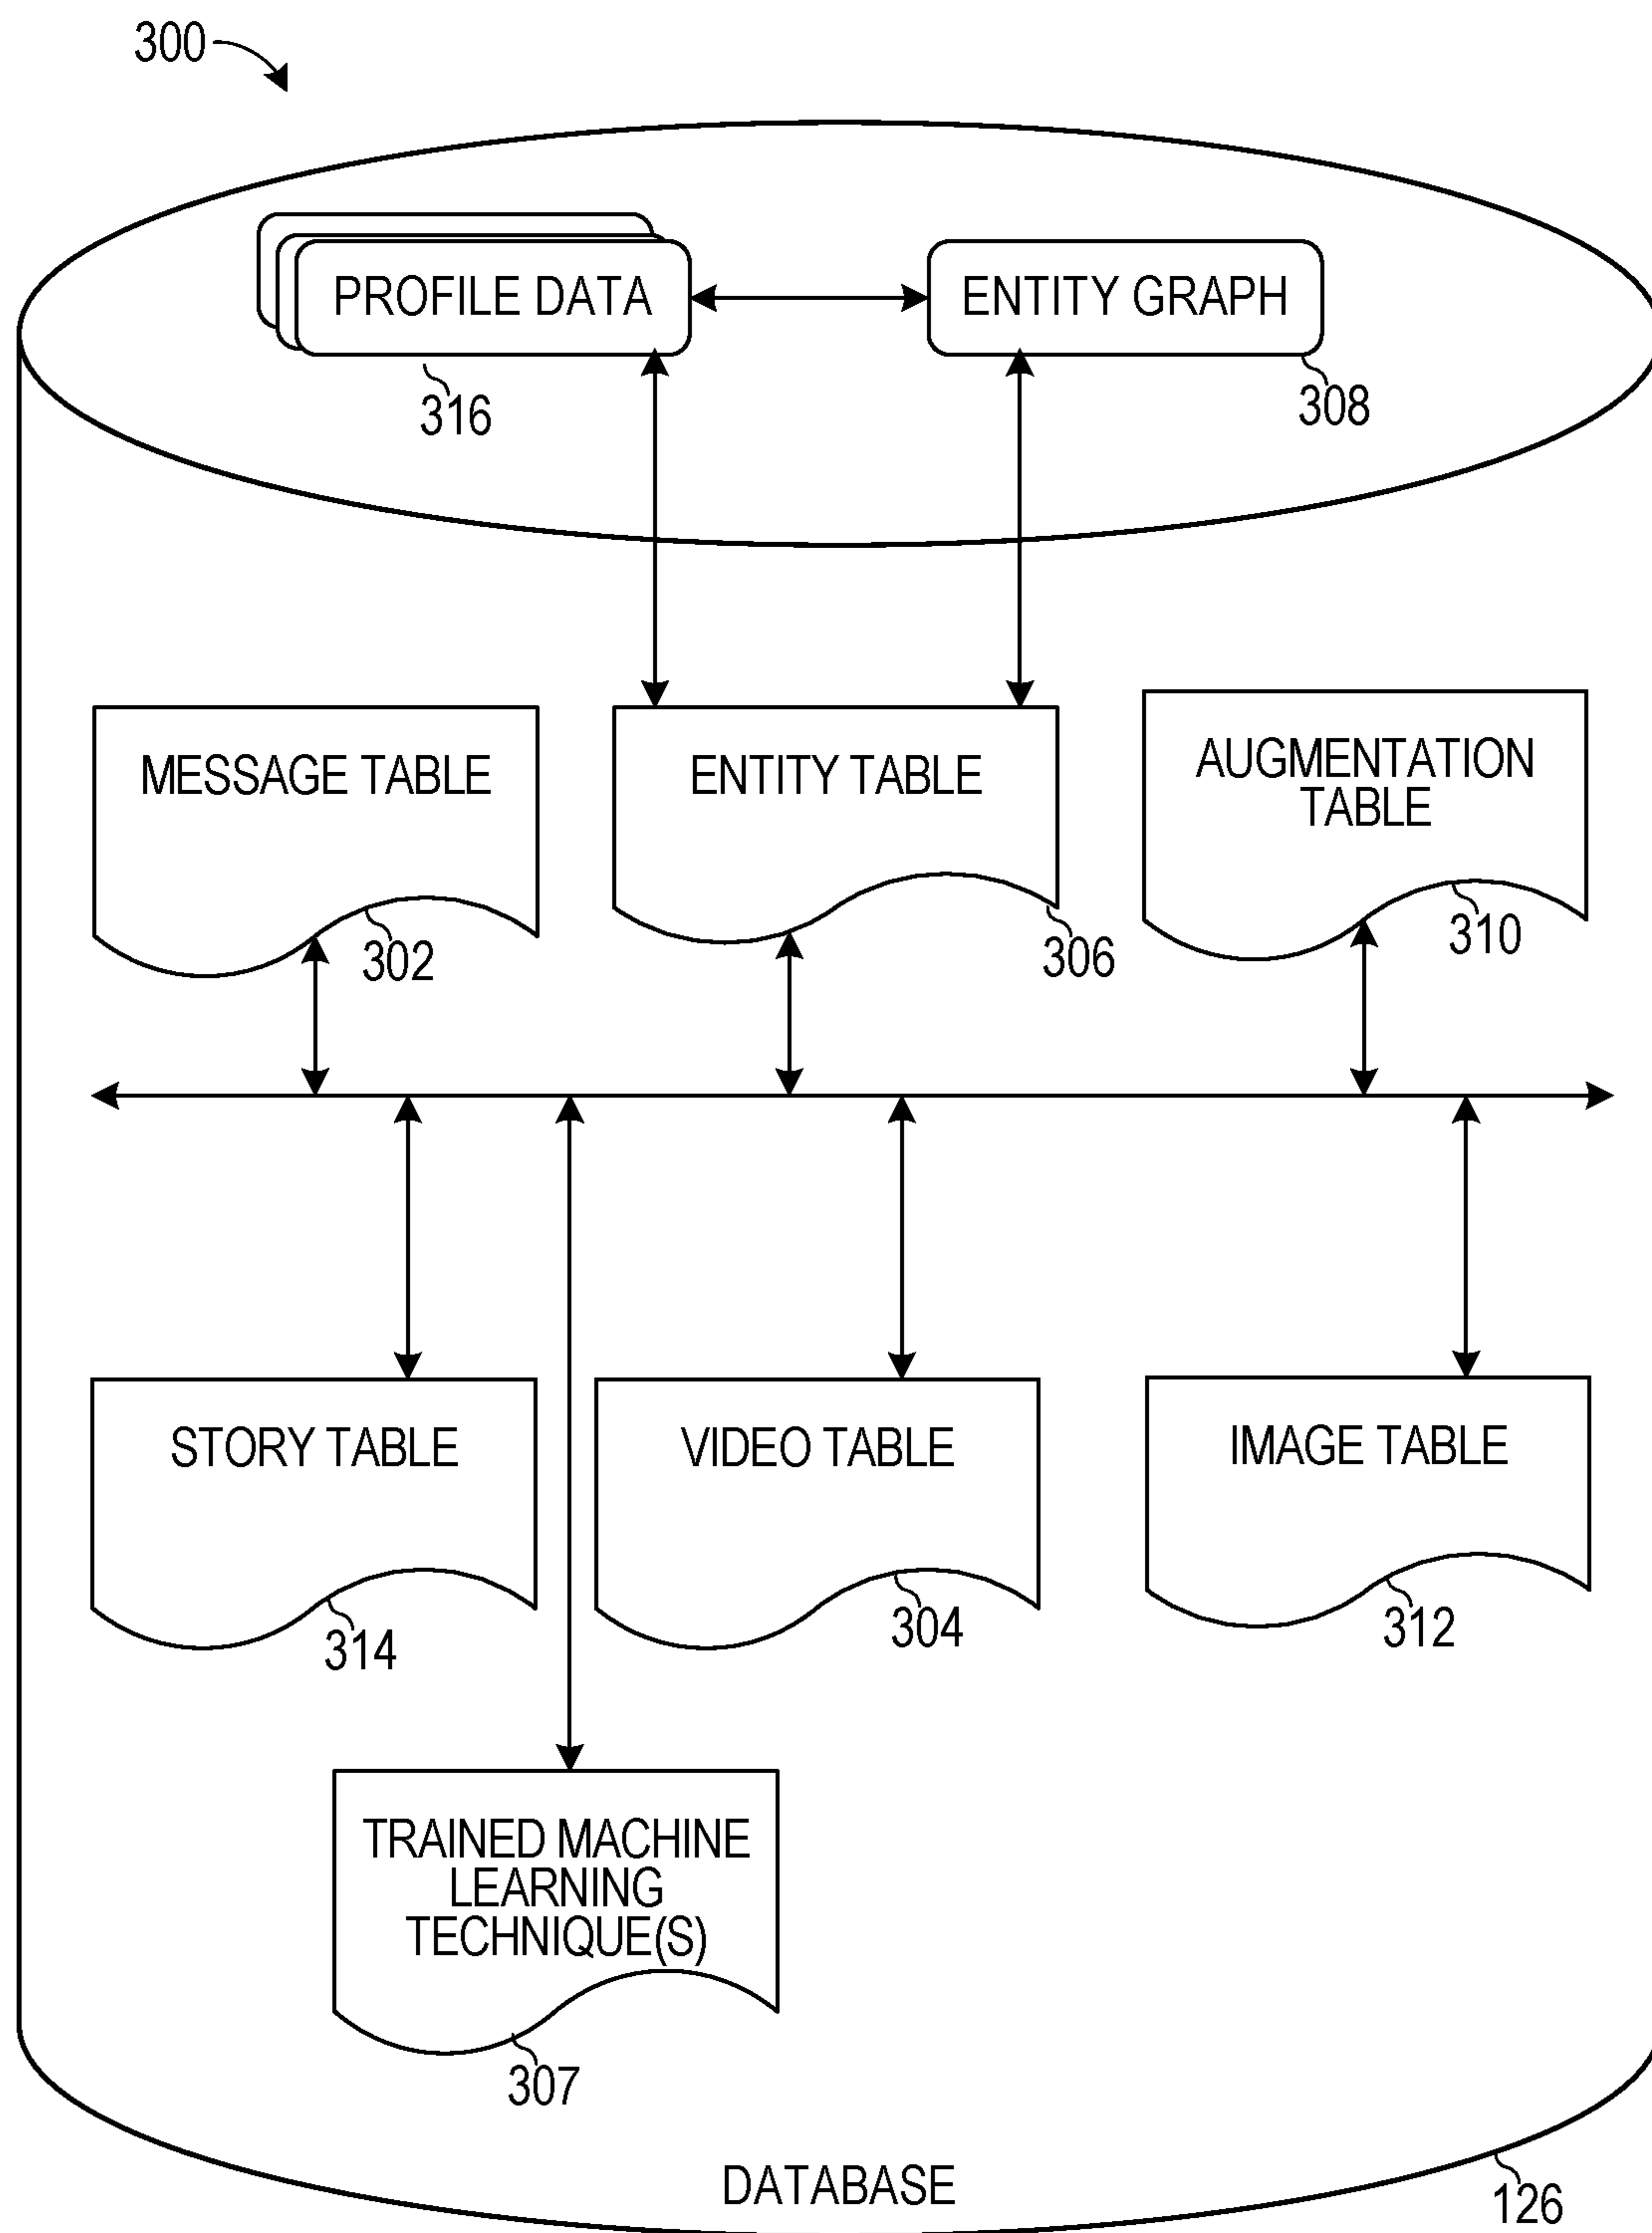 300
PROFILE DATA
ENTITY GRAPH
316
308
MESSAGE TABLE
ENTITY TABLE
AUGMENTATION
TABLE
302
306
310
STORY TABLE
VIDEO TABLE
IMAGE TABLE
314
304
312
TRAINED MACHINE
LEARNING
TECHNIQUE(S)
307
DATABASE
126